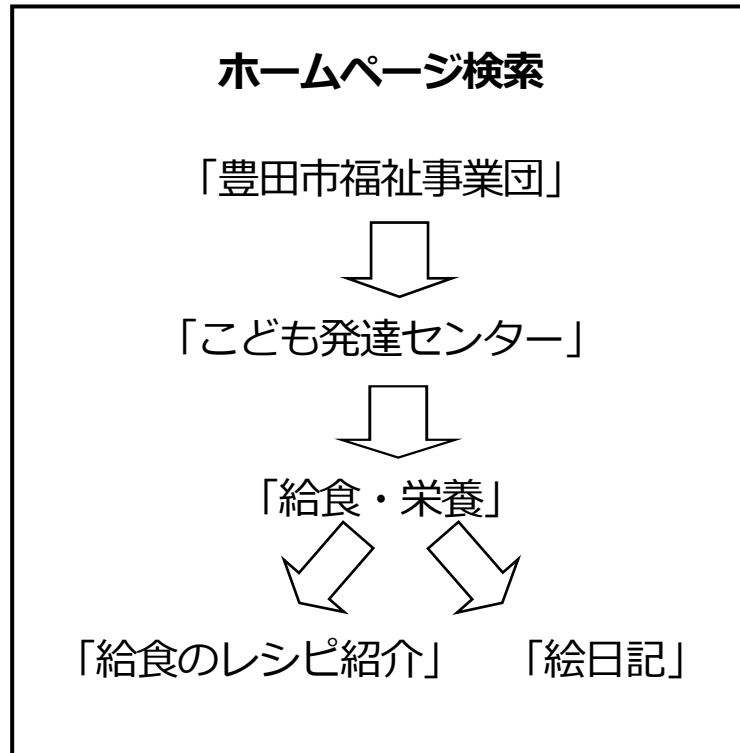 ホームページ検索
「豊田市福祉事業団」
「こども発達センター」
「給食・栄養」
「給食のレシピ紹介」 「絵日記」